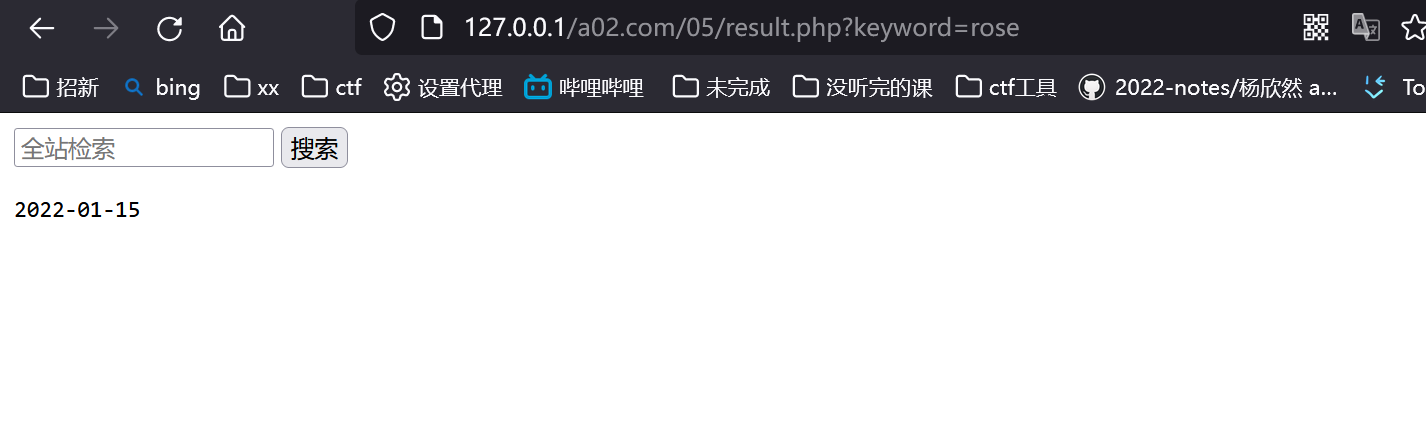 127.0.0.1/a02.com/05/result.php?keyword=rose
招新 bing xx ctf 设置代理 哔哩哔哩 未完成 没听完的课 ctf工具 2022-notes/杨欣然 a... To
全站检索 搜索
2022-01-15